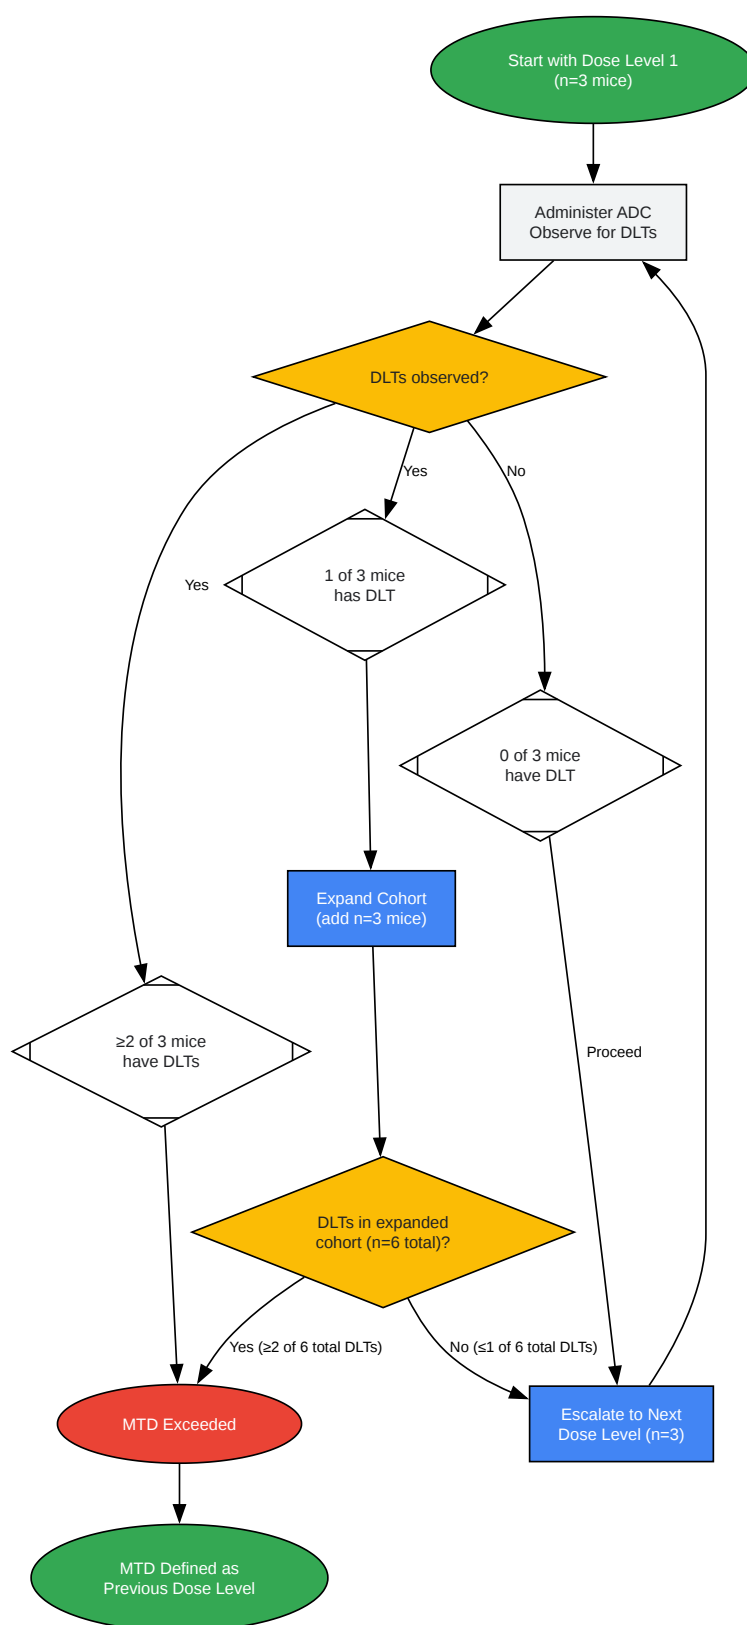 Start with Dose Level 1
(n=3 mice)
Administer ADC
Observe for DLTs
DLTs observed?
Yes
No
1 of 3 mice
has DLT
Yes
0 of 3 mice
have DLT
Expand Cohort
(add n=3 mice)
≥2 of 3 mice
have DLTs
Proceed
DLTs in expanded
cohort (n=6 total)?
Yes (≥2 of 6 total DLTs)
No (≤1 of 6 total DLTs)
MTD Exceeded
Escalate to Next
Dose Level (n=3)
MTD Defined as
Previous Dose Level